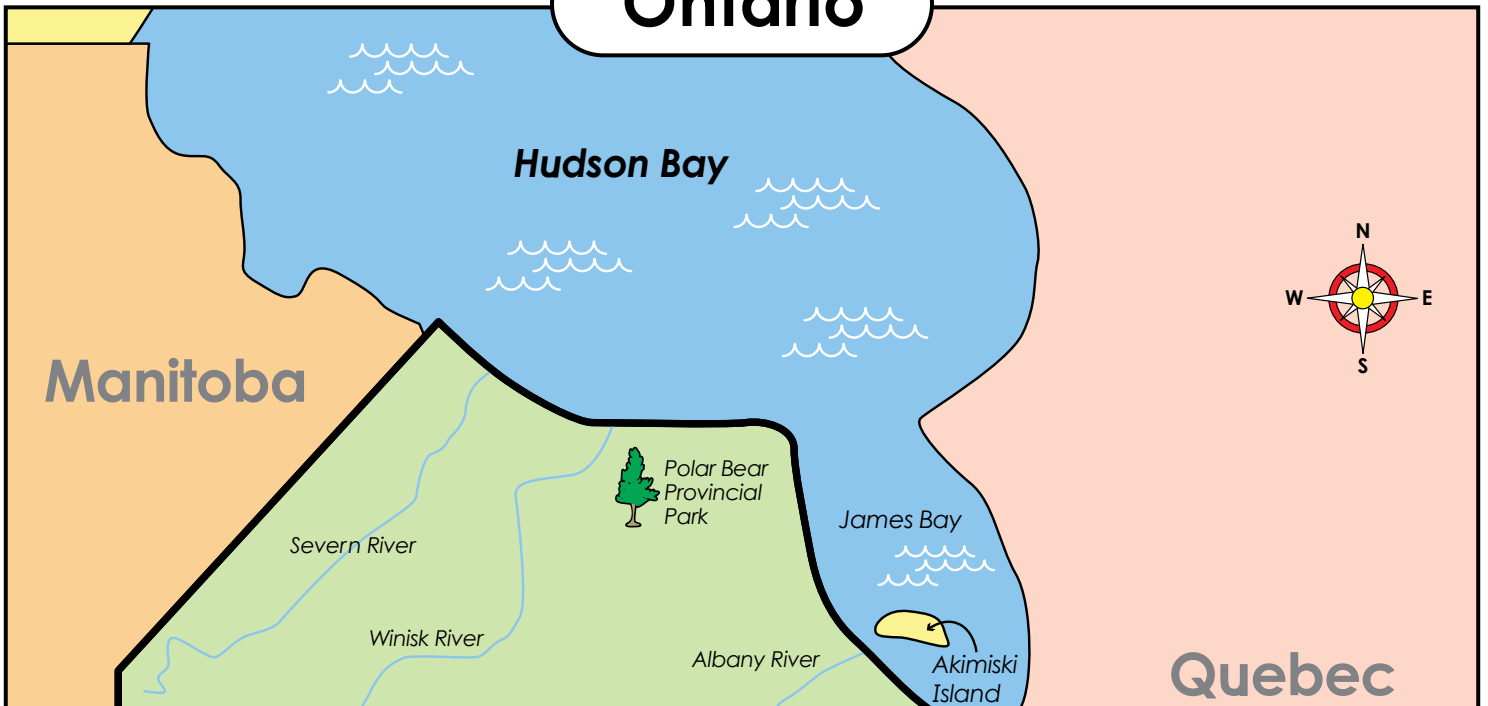 Ontario
Hudson Bay
N
W E
S
Manitoba
Polar Bear
Provincial
Park
James Bay
Severn River
Winisk River
Albany River
Akimiski
Island
Quebec